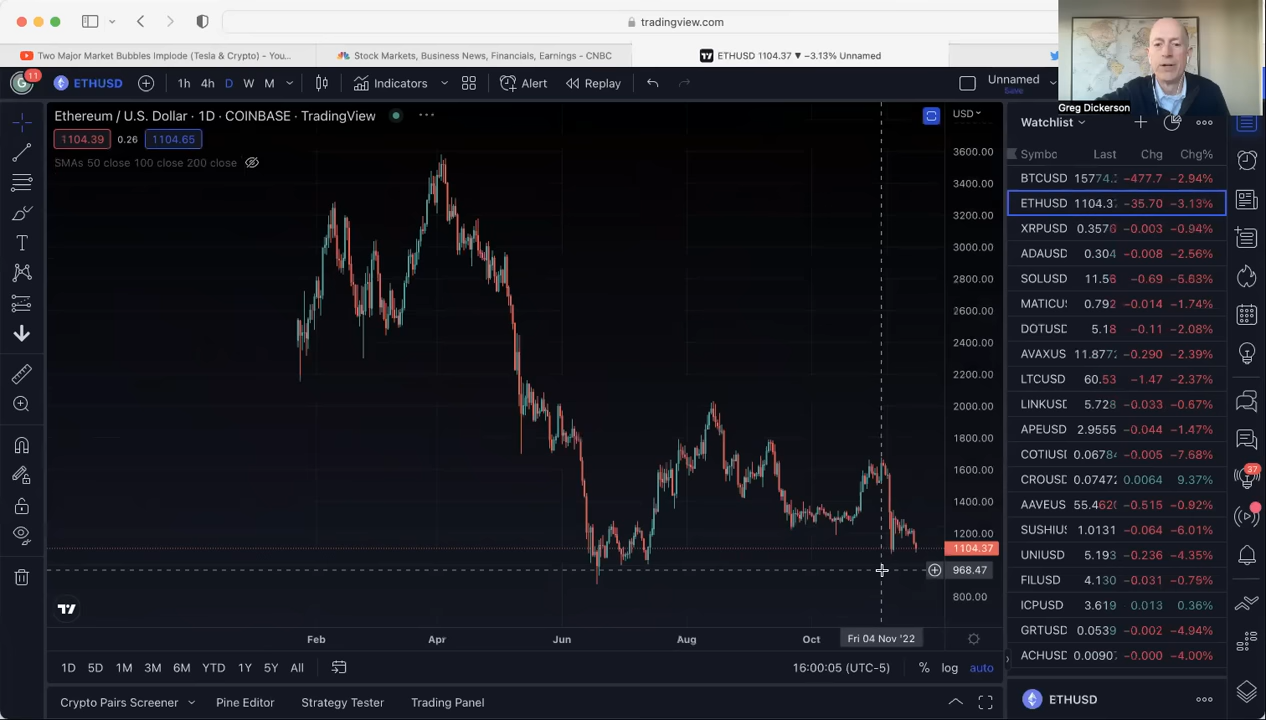 tradingview.com
Two Major Market Bubbles Implode (Tesla & Crypto) - You...
Stock Markets, Business News, Financials, Earnings - CNBC
ETHUSD 1104.37 ▼ −3.13% Unnamed
G 11 ETHUSD 1h 4h D W M Indicators Alert Replay Unnamed
Save
Greg Dickerson
Ethereum / U.S. Dollar · 1D · COINBASE · TradingView
USD
1104.39 0.26 1104.65
SMAs 50 close 100 close 200 close
3600.00
3400.00
3200.00
3000.00
2800.00
2600.00
2400.00
2200.00
2000.00
1800.00
1600.00
1400.00
1200.00
1104.37
968.47
800.00
Feb Apr Jun Aug Oct Fri 04 Nov '22
1D 5D 1M 3M 6M YTD 1Y 5Y All 16:00:05 (UTC-5) % log auto
Crypto Pairs Screener Pine Editor Strategy Tester Trading Panel
Watchlist
Symbc Last Chg Chg%
BTCUSD 15774. −477.7 −2.94%
ETHUSD 1104.37 −35.70 −3.13%
XRPUSD 0.3576 −0.003 −0.94%
ADAUSD 0.304 −0.008 −2.56%
SOLUSD 11.56 −0.69 −5.63%
MATICU 0.792 −0.014 −1.74%
DOTUSD 5.18 −0.11 −2.08%
AVAXUS 11.877 −0.290 −2.39%
LTCUSD 60.53 −1.47 −2.37%
LINKUSD 5.728 −0.033 −0.67%
APEUSD 2.9555 −0.044 −1.47%
COTIUSD 0.06784 −0.005 −7.68%
CROUSD 0.07472 0.0064 9.37%
AAVEUS 55.462 −0.515 −0.92%
SUSHIUS 1.0131 −0.064 −6.01%
UNIUSD 5.193 −0.236 −4.35%
FILUSD 4.130 −0.031 −0.75%
ICPUSD 3.619 0.013 0.36%
GRTUSD 0.0539 −0.002 −4.94%
ACHUSD 0.00907 −0.000 −4.00%
ETHUSD
37